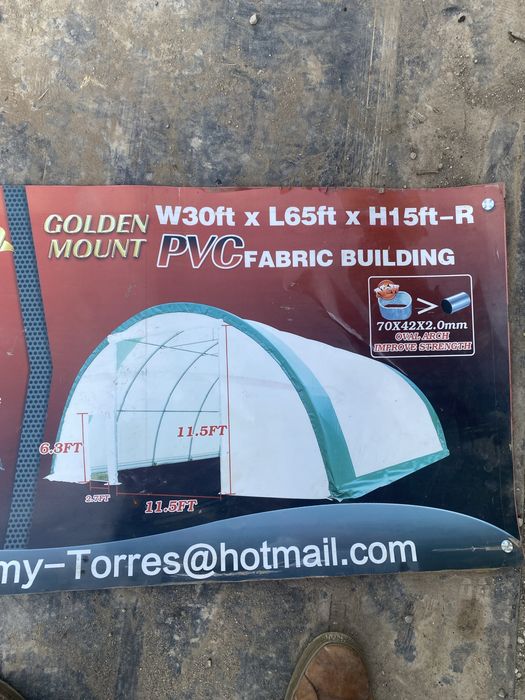 GOLDEN
MOUNT
W30ft x L65ft x H15ft-R
PVC FABRIC BUILDING
70X42X2.0mm
OVAL ARCH
IMPROVE STRENGTH
6.3FT
11.5FT
2.7FT
11.5FT
my-Torres@hotmail.com